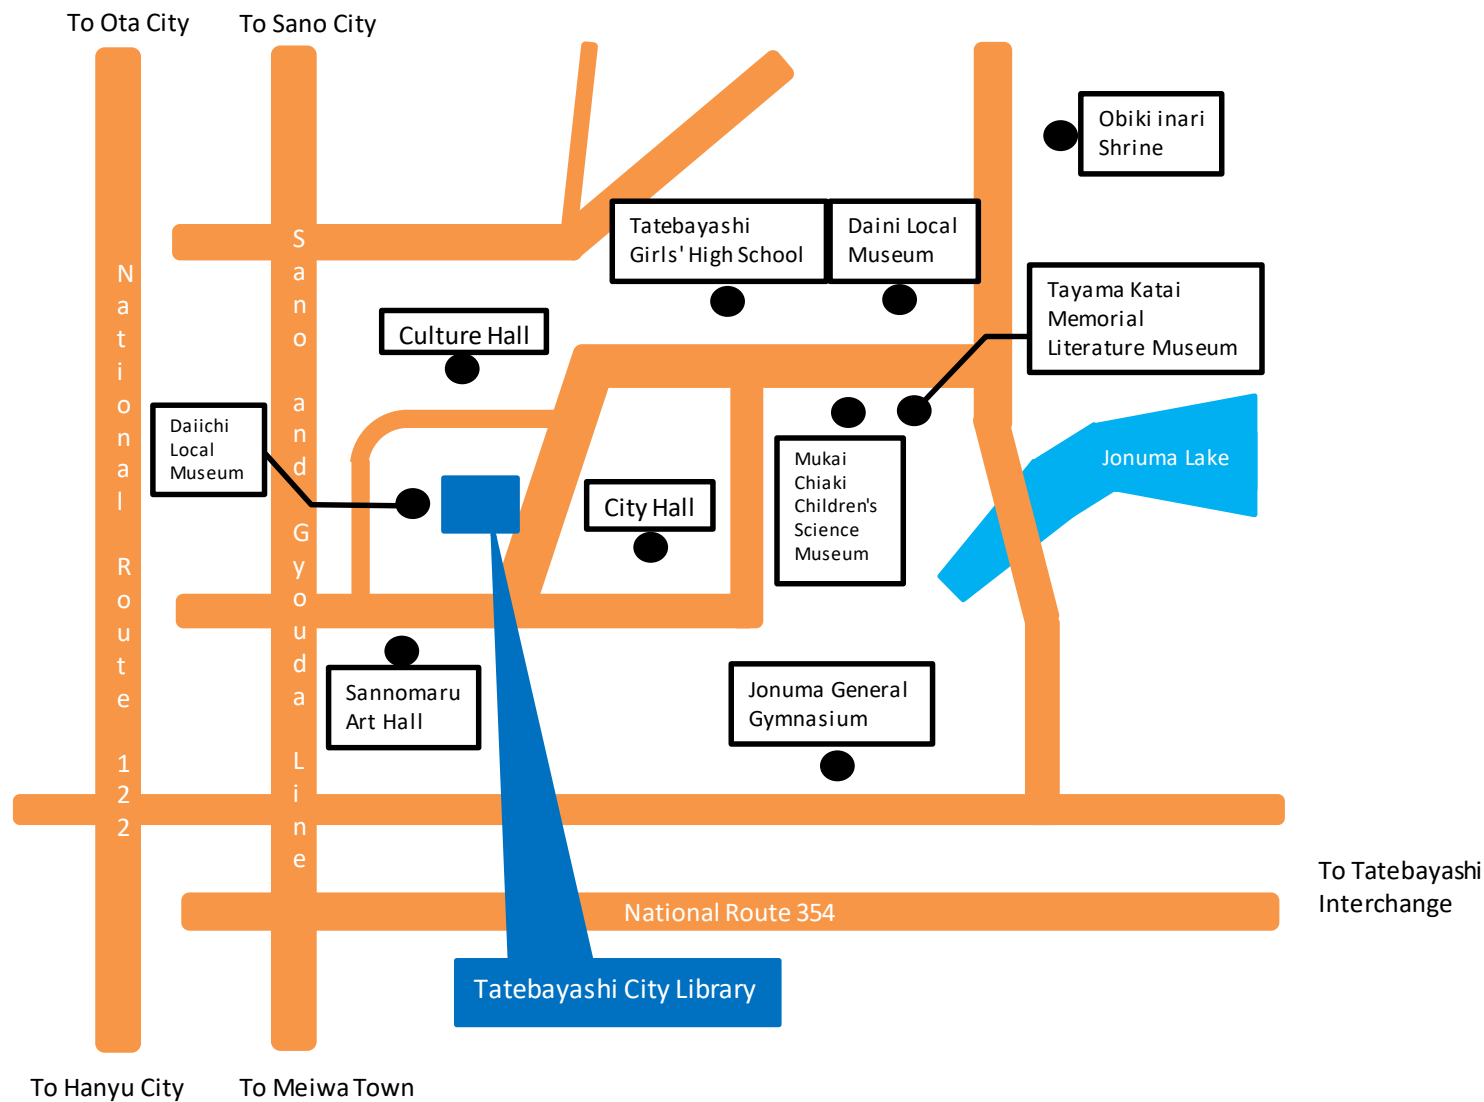 To Ota City
To Sano City
Obiki inari
Shrine
Tatebayashi
Girls' High School
Daini Local
Museum
Tayama Katai
Memorial
Literature Museum
Culture Hall
National Route 122
Sano and Gyouda Line
Daiichi
Local
Museum
Mukai
Chiaki
Children's
Science
Museum
Jonuma Lake
City Hall
Sannomaru
Art Hall
Jonuma General
Gymnasium
To Tatebayashi
Interchange
National Route 354
Tatebayashi City Library
To Hanyu City
To Meiwa Town